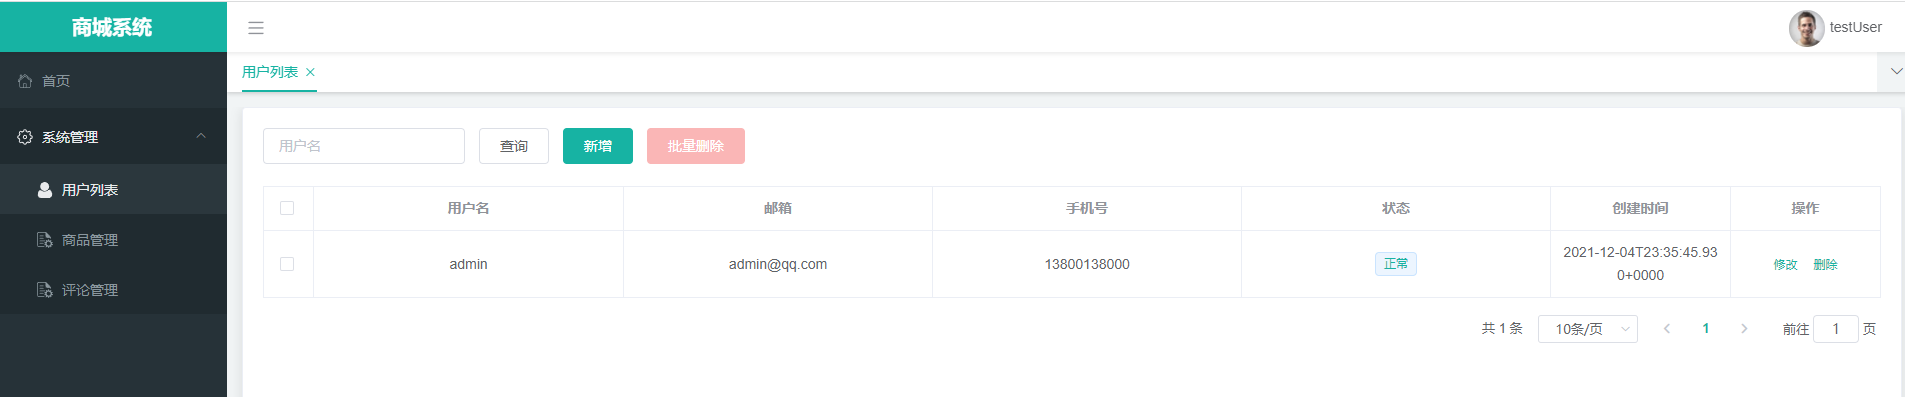 商城系统
testUser
首页
系统管理
用户列表
商品管理
评论管理
用户列表
用户名 查询 新增 批量删除
用户名 邮箱 手机号 状态 创建时间 操作
admin admin@qq.com 13800138000 正常 2021-12-04T23:35:45.93 修改 删除
0+0000
共 1 条 10条/页 1 前往 1 页